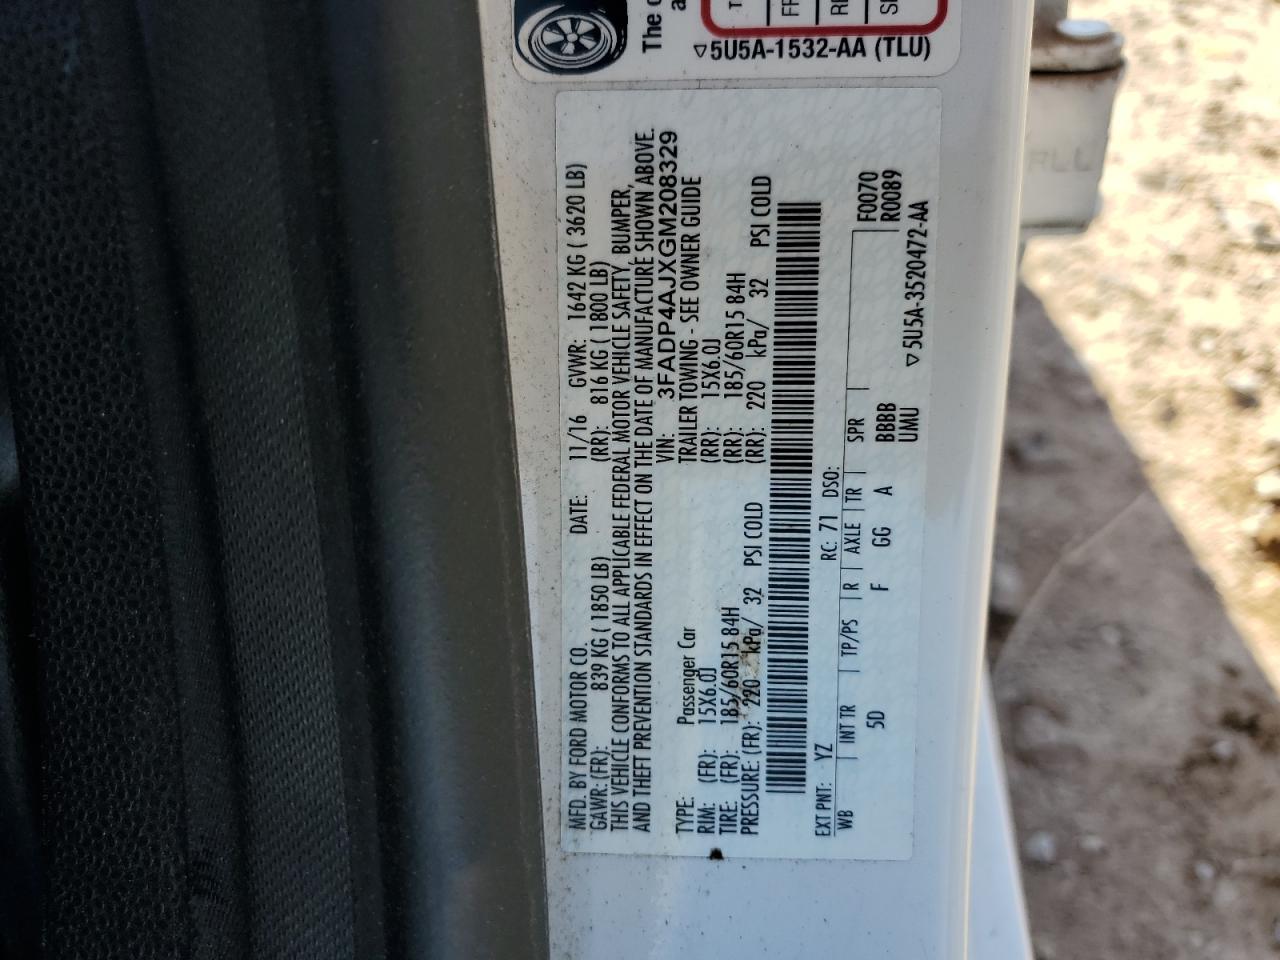 The
T
FR
RE
SP
▽5U5A-1532-AA (TLU)
MFD. BY FORD MOTOR CO. DATE: 11/16 GVWR: 1642 KG ( 3620 LB)
GAWR: (FR): 839 KG ( 1850 LB) (RR): 816 KG ( 1800 LB)
THIS VEHICLE CONFORMS TO ALL APPLICABLE FEDERAL MOTOR VEHICLE SAFETY, BUMPER,
AND THEFT PREVENTION STANDARDS IN EFFECT ON THE DATE OF MANUFACTURE SHOWN ABOVE.
VIN: 3FADP4AJXGM208329
TYPE: Passenger Car TRAILER TOWING - SEE OWNER GUIDE
RIM: (FR): 15X6.0J (RR): 15X6.0J
TIRE: (FR): 185/60R15 84H (RR): 185/60R15 84H
PRESSURE: (FR): 220 kPa/ 32 PSI COLD (RR): 220 kPa/ 32 PSI COLD
EXT PNT: YZ RC: 71 DSO:
WB INT TR TP/PS R AXLE TR SPR F0070
5D F GG A BBBB R0089
UMU
▽5U5A-3520472-AA